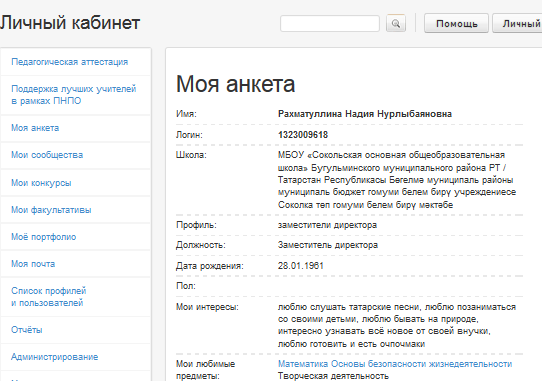 Личный кабинет
Помощь
Личный
Педагогическая аттестация
Поддержка лучших учителей
в рамках ПНПО
Моя анкета
Мои сообщества
Мои конкурсы
Мои факультативы
Моё портфолио
Моя почта
Список профилей
и пользователей
Отчёты
Администрирование
Моя анкета
Имя: Рахматуллина Надия Нурлыбаяновна
Логин: 1323009618
Школа: МБОУ «Сокольская основная общеобразовательная
школа» Бугульминского муниципального района РТ /
Татарстан Республикасы Бөгелмә муниципаль районы
муниципаль бюджет гомуми белем бирү учреждениесе
Соколка төп гомуми белем бирү мәктәбе
Профиль: заместители директора
Должность: Заместитель директора
Дата рождения: 28.01.1961
Пол:
Мои интересы: люблю слушать татарские песни, люблю позаниматься
со своими детьми, люблю бывать на природе,
интересно узнавать всё новое от своей внучки,
люблю готовить и есть очпочмаки
Мои любимые Математика Основы безопасности жизнедеятельности
предметы: Творческая деятельность